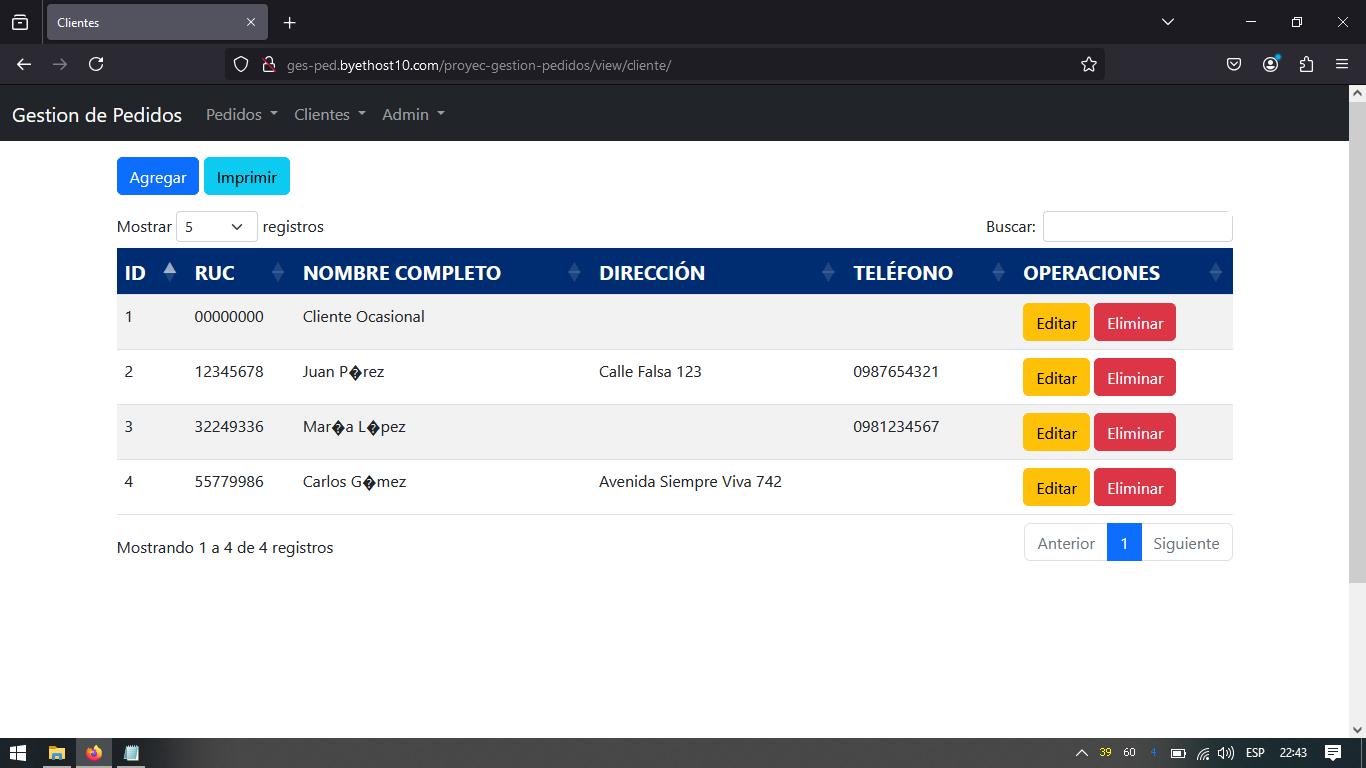 Clientes
ges-ped.byethost10.com/proyec-gestion-pedidos/view/cliente/
Gestion de Pedidos Pedidos Clientes Admin
Agregar Imprimir
Mostrar 5 registros Buscar:
ID RUC NOMBRE COMPLETO DIRECCIÓN TELÉFONO OPERACIONES
1 00000000 Cliente Ocasional Editar Eliminar
2 12345678 Juan P�rez Calle Falsa 123 0987654321 Editar Eliminar
3 32249336 Mar�a L�pez 0981234567 Editar Eliminar
4 55779986 Carlos G�mez Avenida Siempre Viva 742 Editar Eliminar
Mostrando 1 a 4 de 4 registros Anterior 1 Siguiente
39 60 4 ESP 22:43